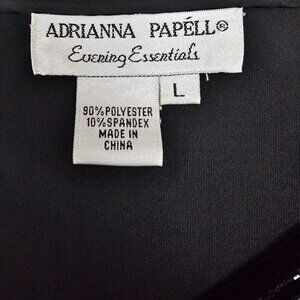 ADRIANNA PAPÉLL®
Evening Essentials
L
90% POLYESTER
10% SPANDEX
MADE IN
CHINA